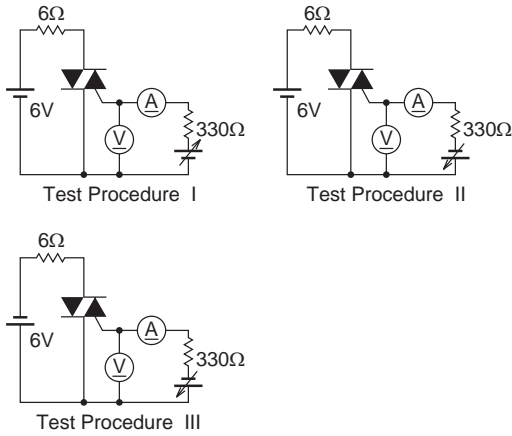 6Ω
6V
A
V
330Ω
Test Procedure I
6Ω
6V
A
V
330Ω
Test Procedure II
6Ω
6V
A
V
330Ω
Test Procedure III